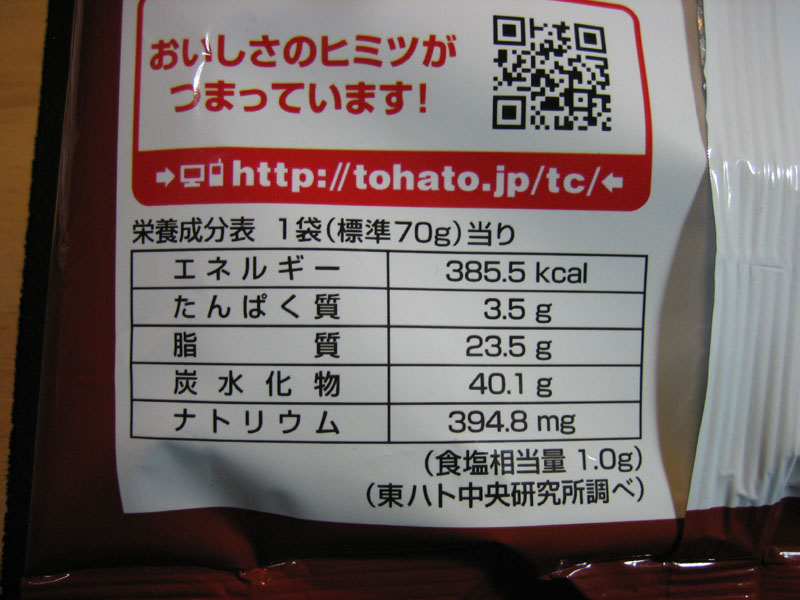 おいしさのヒミツが
つまっています!
http://tohato.jp/tc/
栄養成分表 1袋(標準70g)当り
エネルギー 385.5 kcal
たんぱく質 3.5 g
脂質 23.5 g
炭水化物 40.1 g
ナトリウム 394.8 mg
(食塩相当量 1.0g)
(東ハト中央研究所調べ)